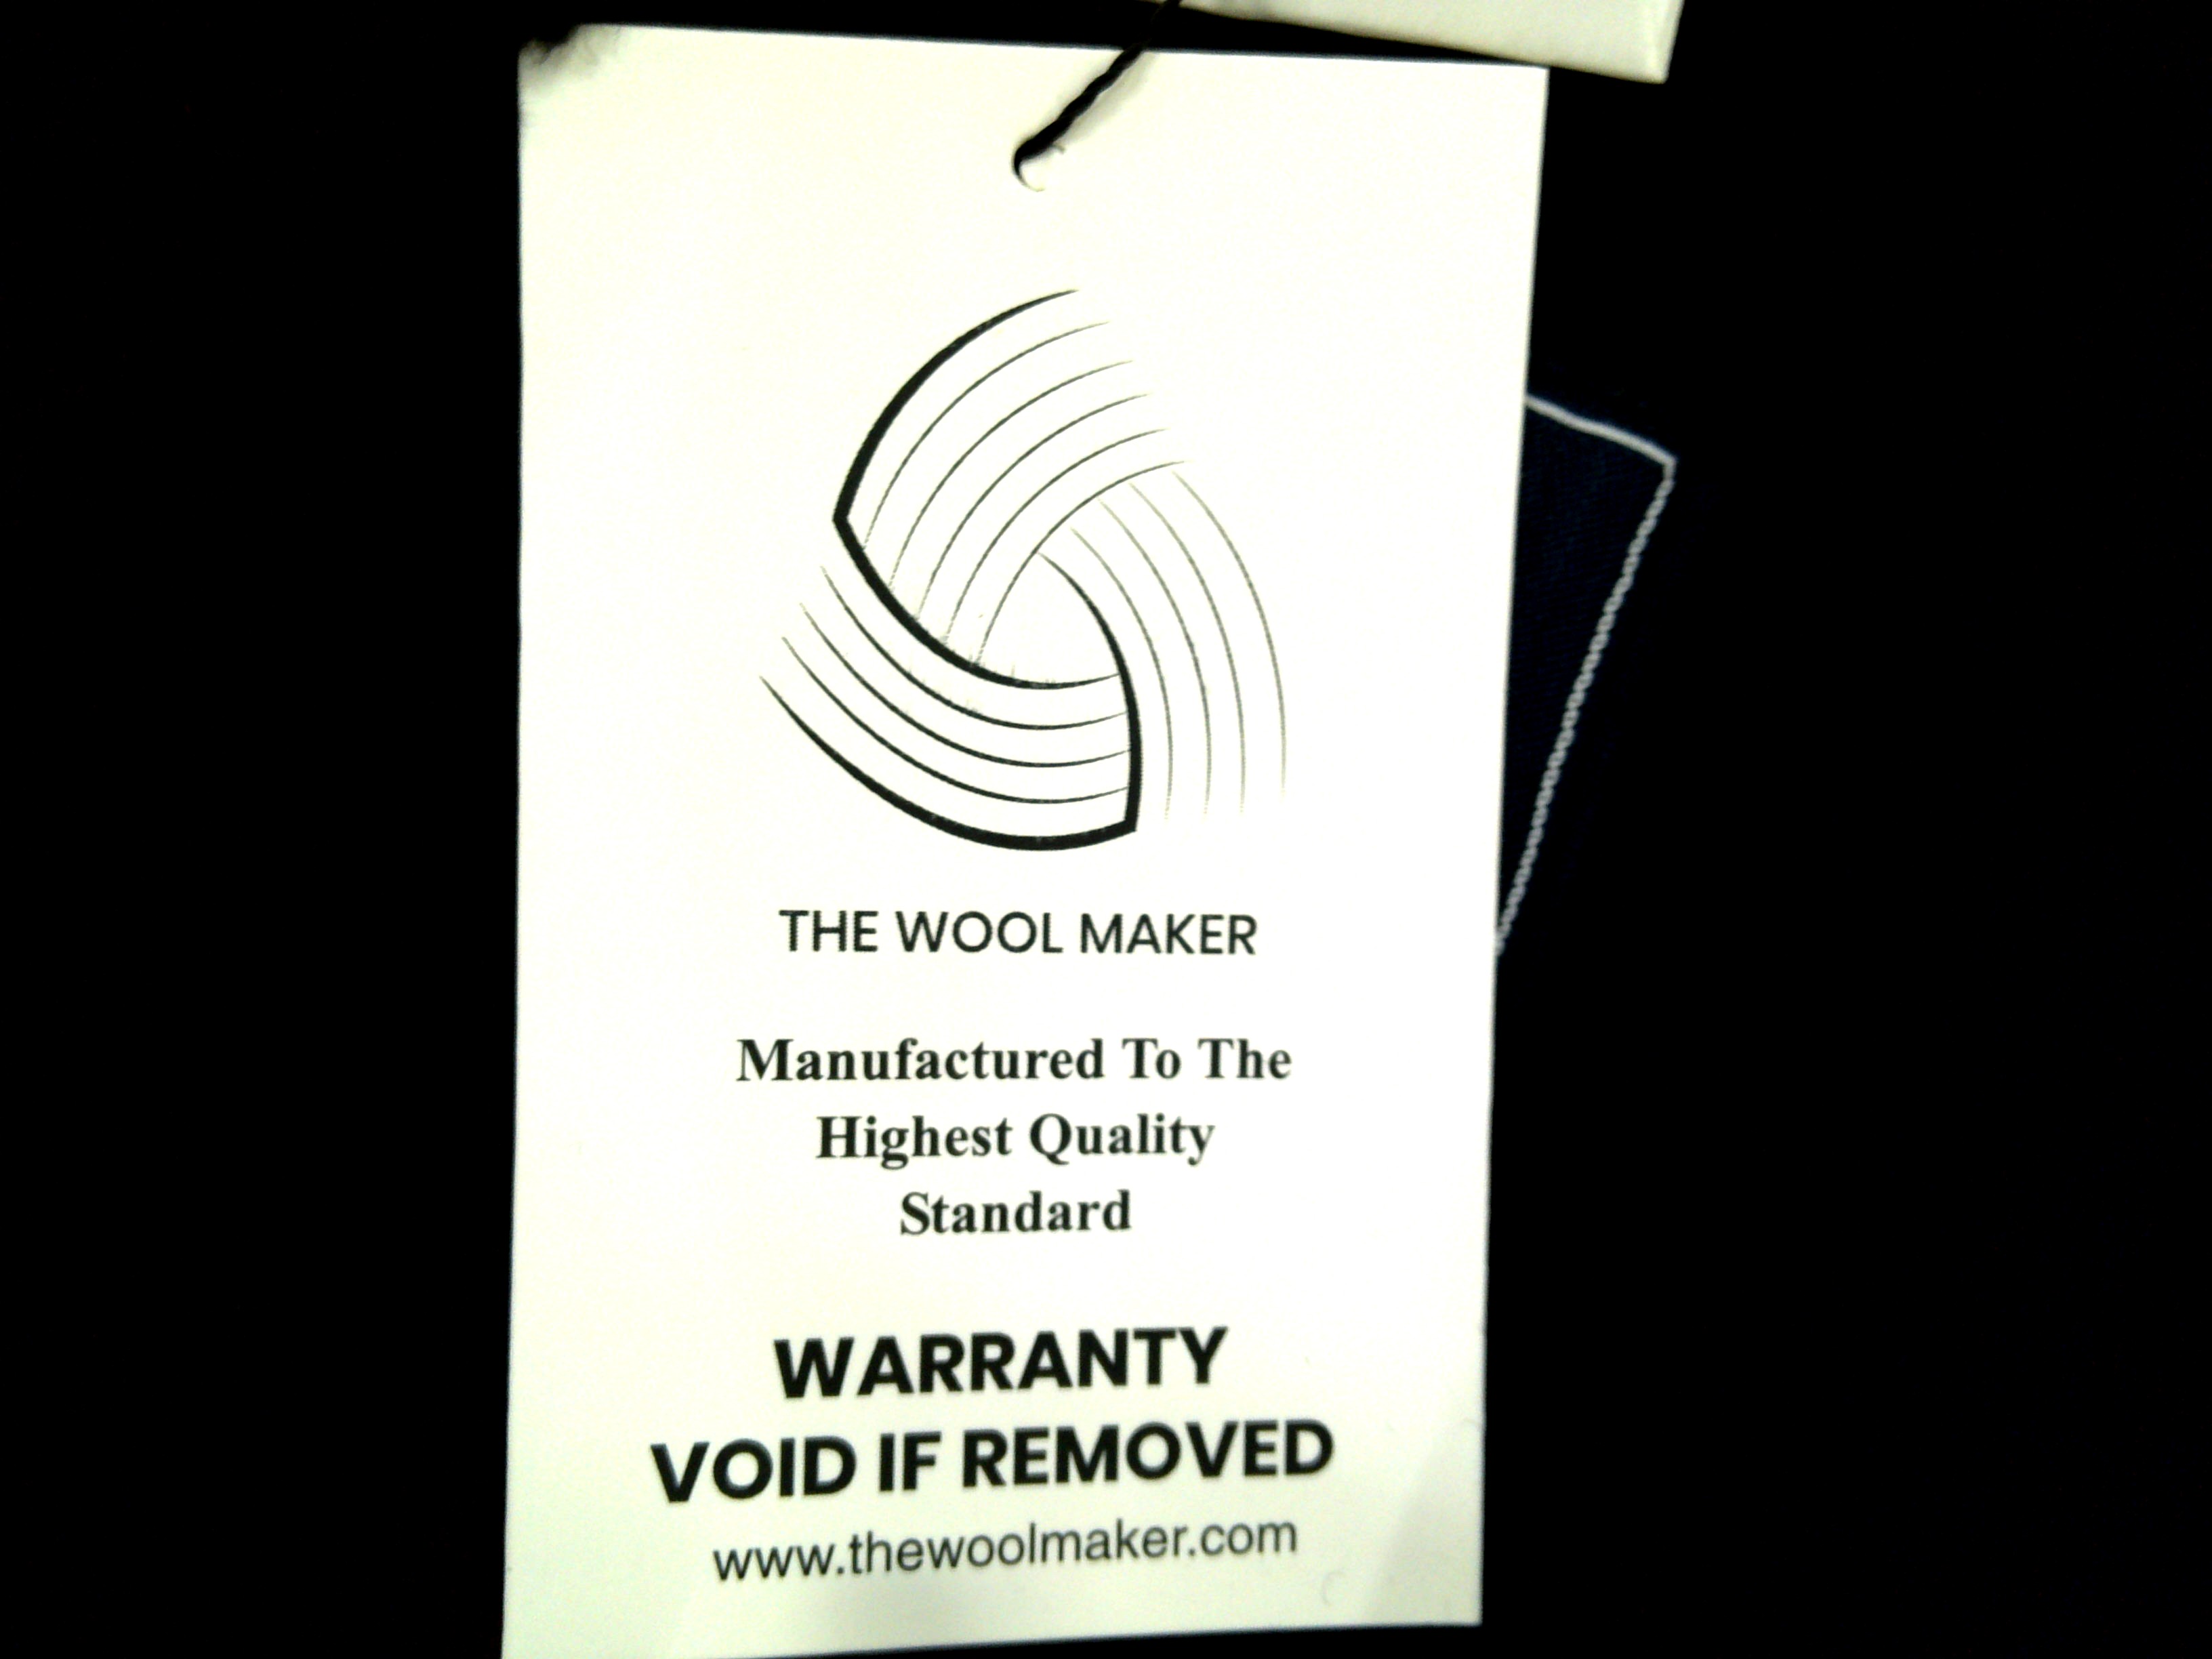 THE WOOL MAKER
Manufactured To The
Highest Quality
Standard
WARRANTY
VOID IF REMOVED
www.thewoolmaker.com